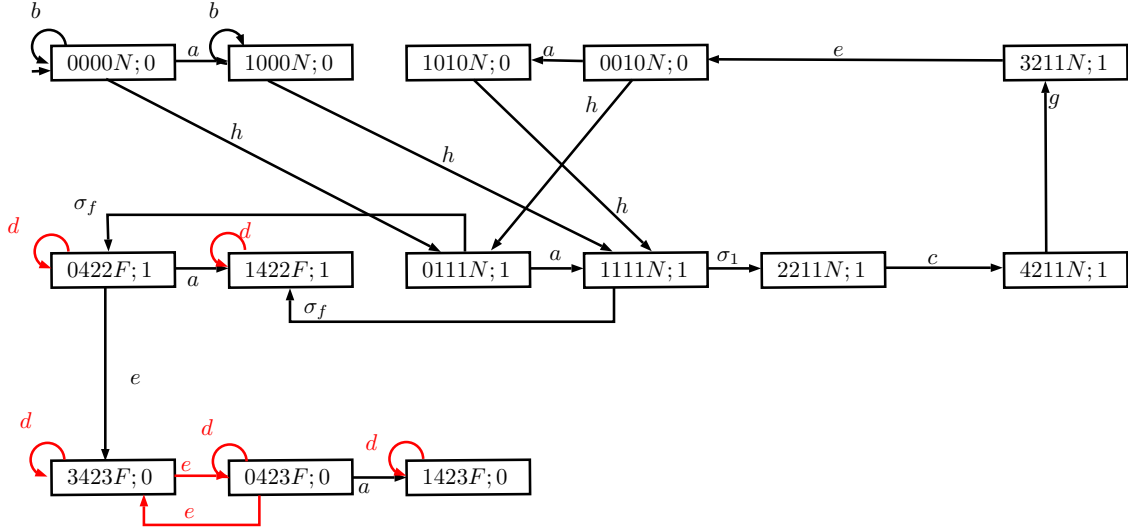 b b
0000N; 0 a 1000N; 0 1010N; 0 a 0010N; 0 e 3211N; 1
h g
h h
h
σ_f
d d
0422F; 1 a 1422F; 1 0111N; 1 a 1111N; 1 σ_1 2211N; 1 c 4211N; 1
σ_f
e
d d d
3423F; 0 e 0423F; 0 a 1423F; 0
e